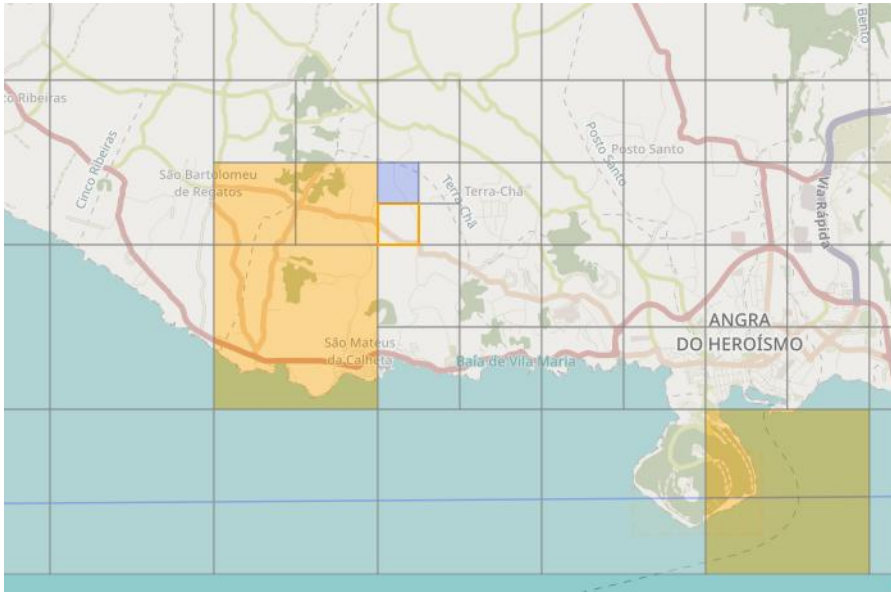 Bento
co Ribeiras
Cinco Ribeiras
São Bartolomeu
de Regatos
Terra-Chã
Terra-Chã
Posto Santo
Posto Santo
Via Rápida
São Mateus
da Calheta
Baía de Vila Maria
ANGRA
DO HEROÍSMO